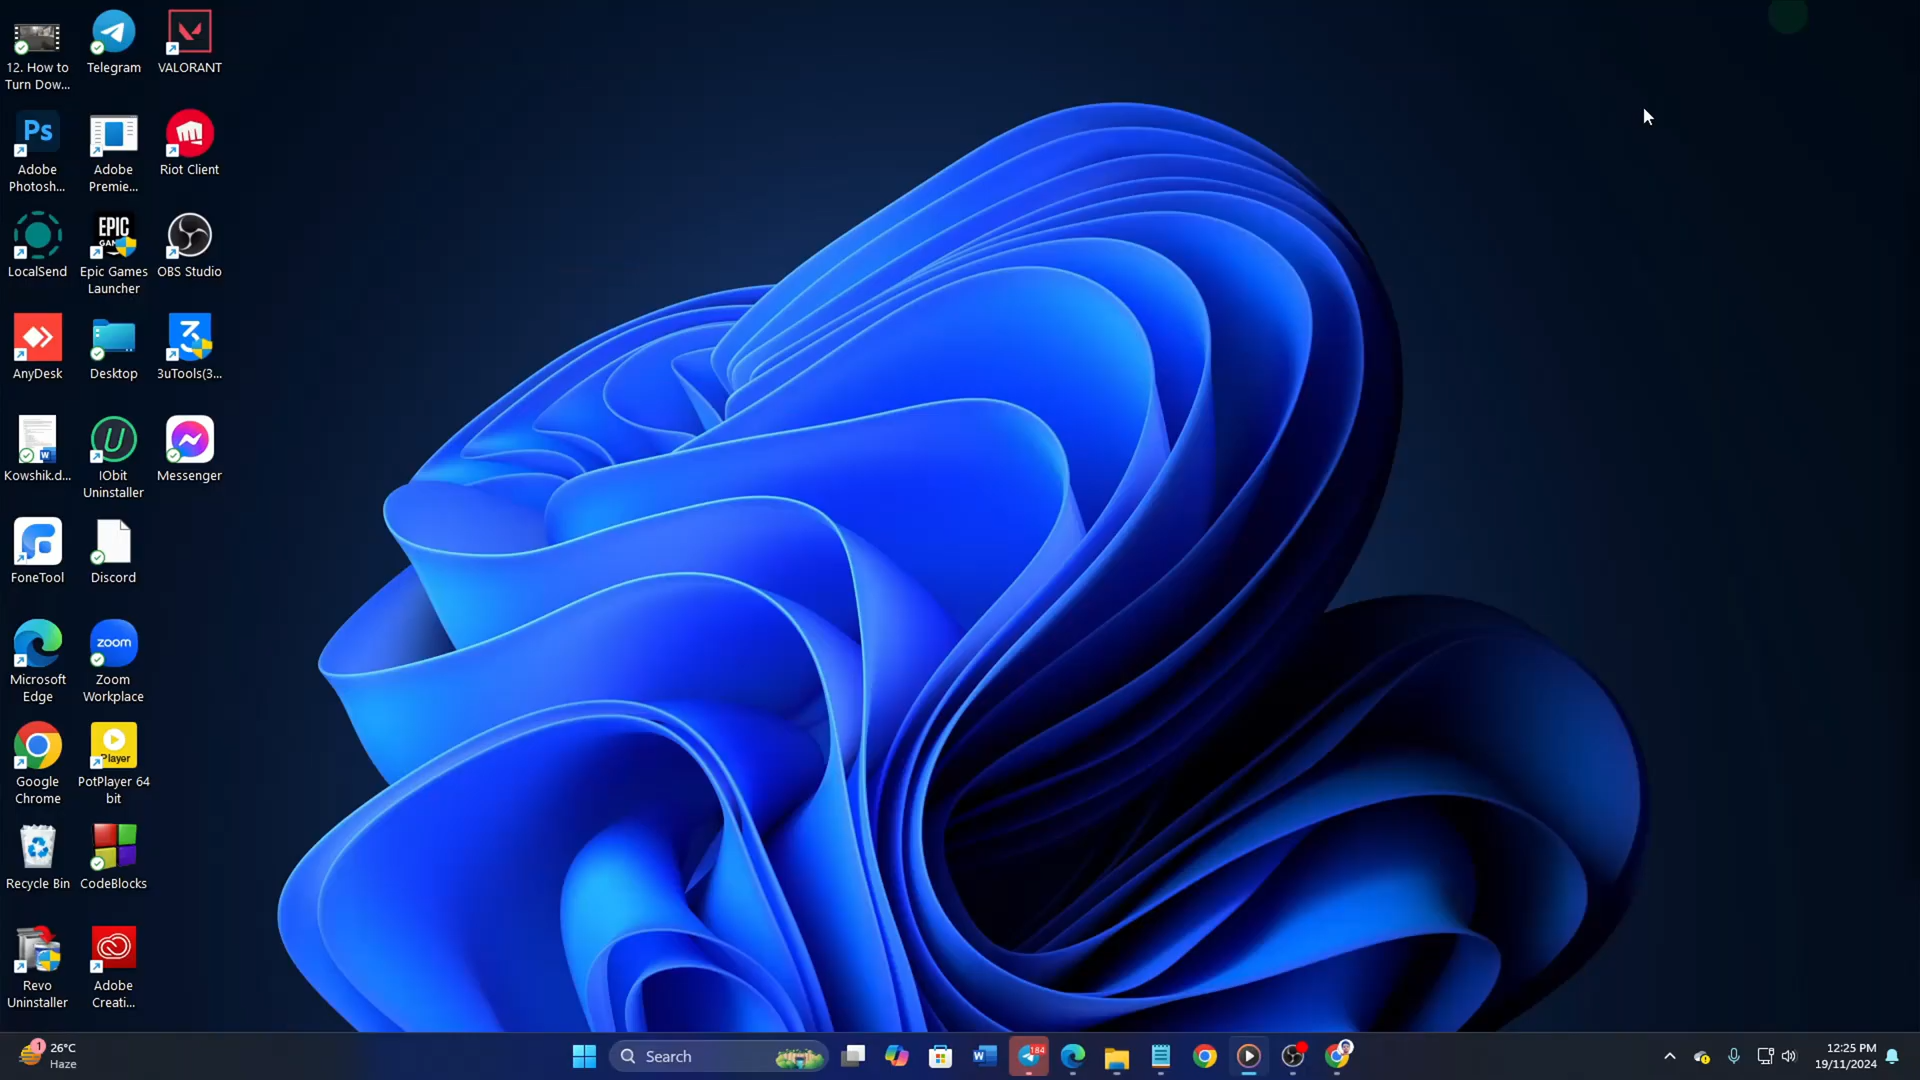 12. How to
Turn Dow...
Telegram
VALORANT
Ps
Adobe
Photosh...
Adobe
Premie...
Riot Client
LocalSend
EPIC
GAMES
Epic Games
Launcher
OBS Studio
AnyDesk
Desktop
3uTools(3...
Kowshik.d...
IObit
Uninstaller
Messenger
FoneTool
Discord
Microsoft
Edge
zoom
Zoom
Workplace
Google
Chrome
Player
PotPlayer 64
bit
Recycle Bin
CodeBlocks
Revo
Uninstaller
Adobe
Creati...
1
26°C
Haze
Search
184
12:25 PM
19/11/2024